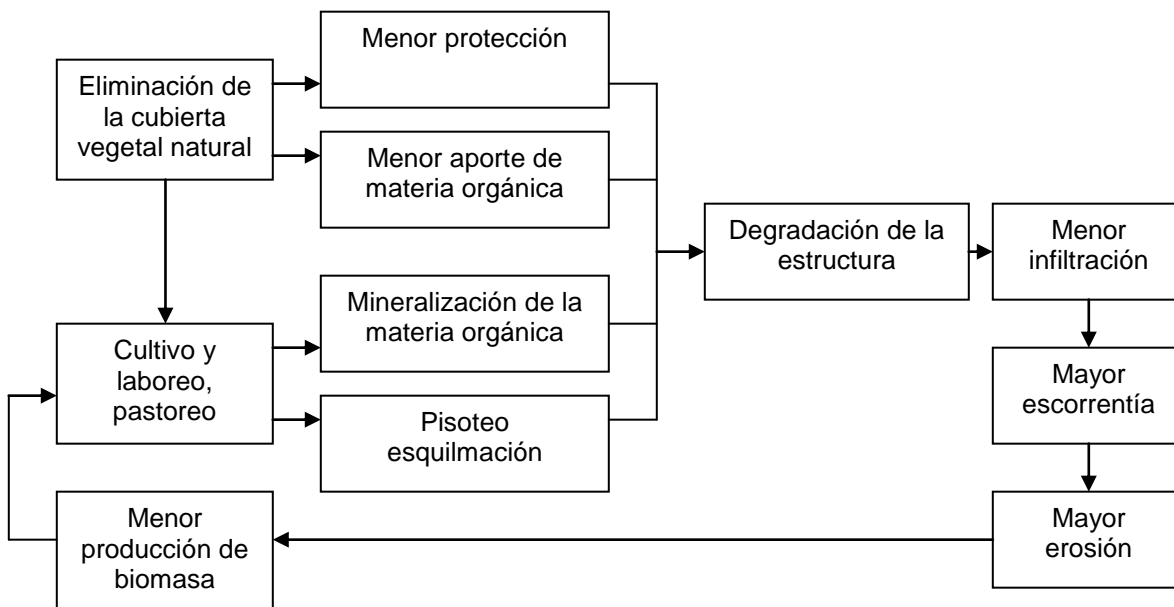 Menor protección
Eliminación de
la cubierta
vegetal natural
Menor aporte de
materia orgánica
Degradación de la
estructura
Menor
infiltración
Mineralización de la
materia orgánica
Cultivo y
laboreo,
pastoreo
Mayor
escorrentía
Pisoteo
esquilmación
Menor
producción de
biomasa
Mayor
erosión